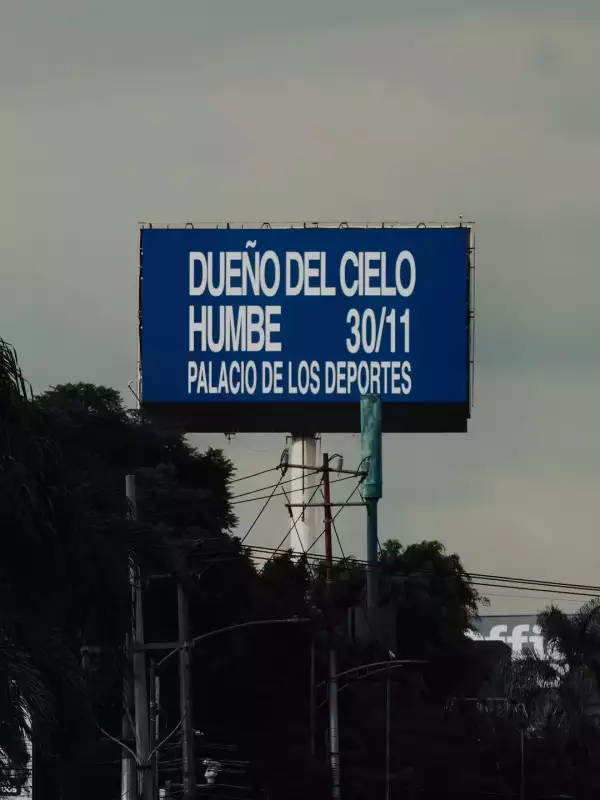 DUEÑO DEL CIELO
HUMBE 30/11
PALACIO DE LOS DEPORTES